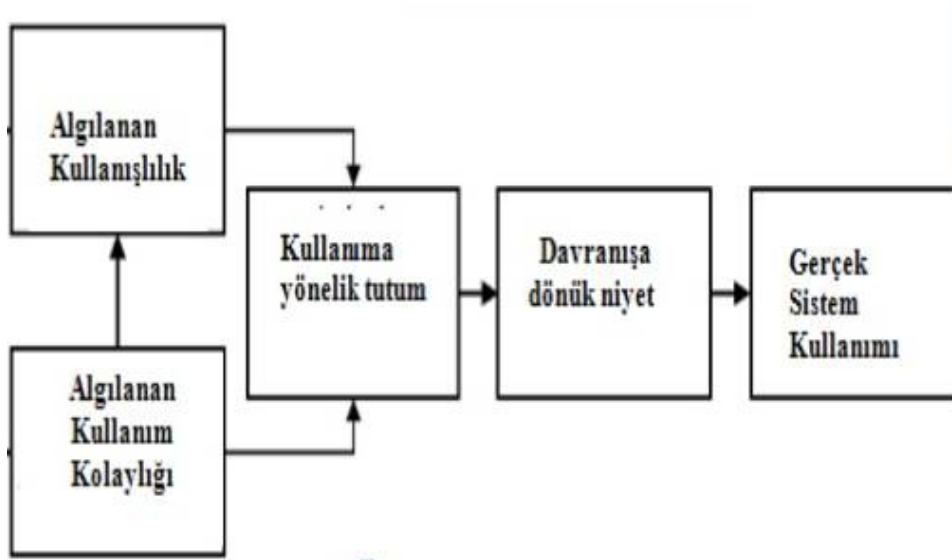 Algılanan
Kullanışlılık
Kullanıma
yönelik tutum
Davranışa
dönük niyet
Gerçek
Sistem
Kullanımı
Algılanan
Kullanım
Kolaylığı